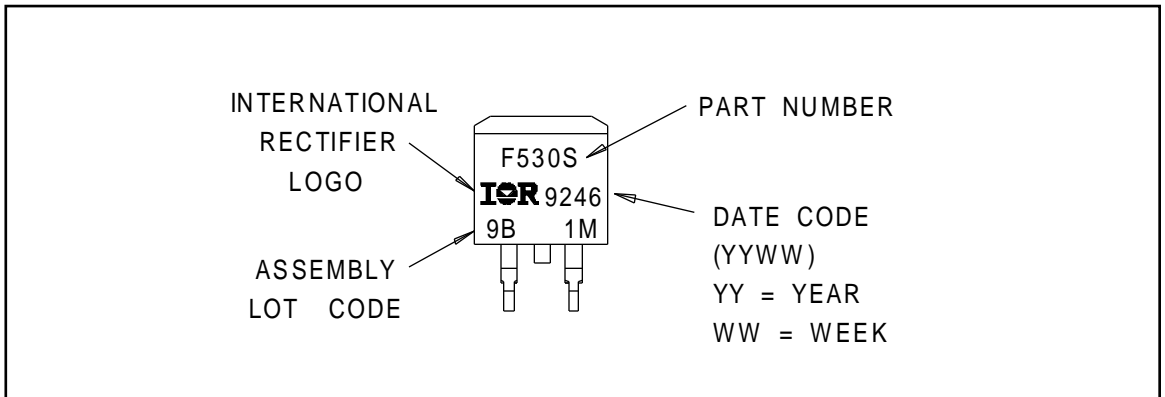 INTERNATIONAL
RECTIFIER
LOGO
ASSEMBLY
LOT CODE
F530S
IOR 9246
9B 1M
PART NUMBER
DATE CODE
(YYWW)
YY = YEAR
WW = WEEK